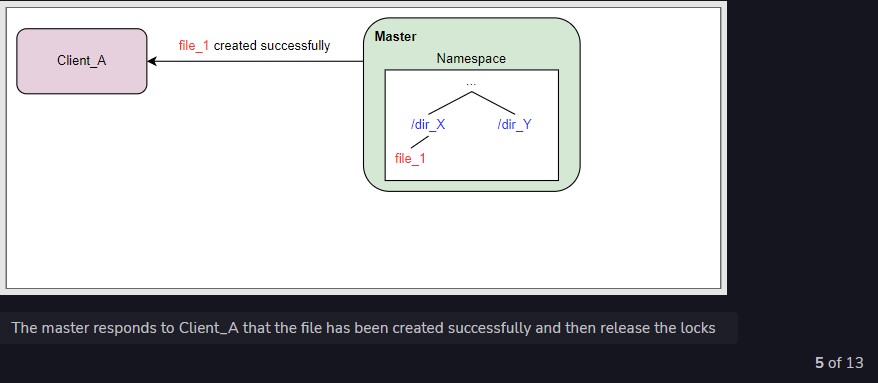 Master
file_1 created successfully
Client_A
Namespace
...
/dir_X
/dir_Y
file_1
The master responds to Client_A that the file has been created successfully and then release the locks
5 of 13